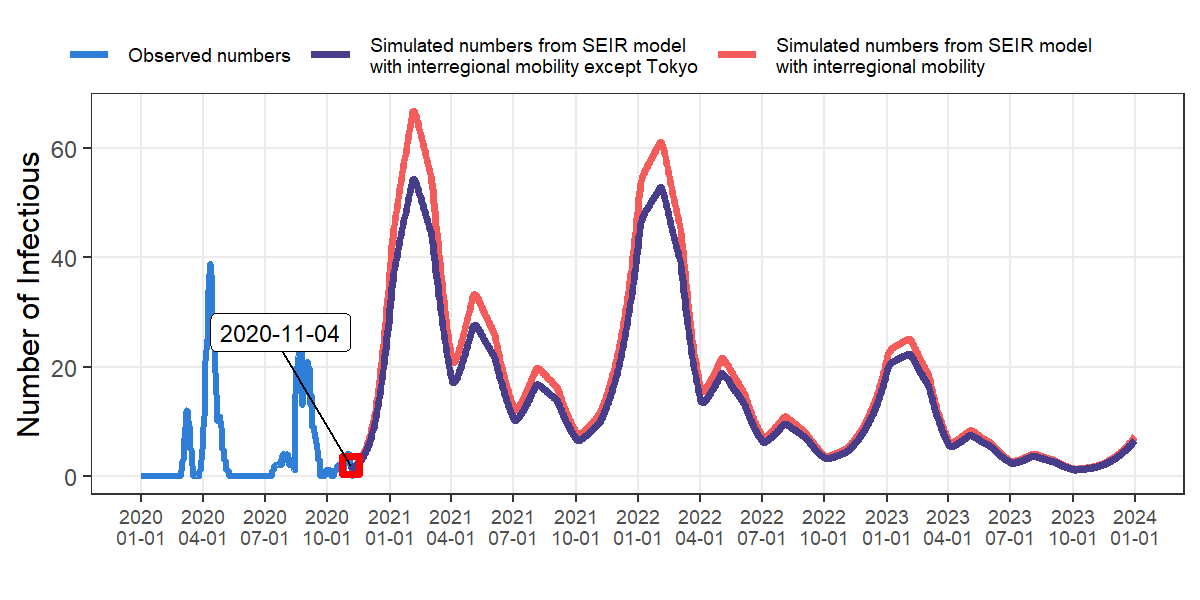 Observed numbers
Simulated numbers from SEIR model
with interregional mobility except Tokyo
Simulated numbers from SEIR model
with interregional mobility
Number of Infectious
60
40
20
0
2020-11-04
2020 2020 2020 2020 2021 2021 2021 2021 2022 2022 2022 2022 2023 2023 2023 2023 2024
01-01 04-01 07-01 10-01 01-01 04-01 07-01 10-01 01-01 04-01 07-01 10-01 01-01 04-01 07-01 10-01 01-01